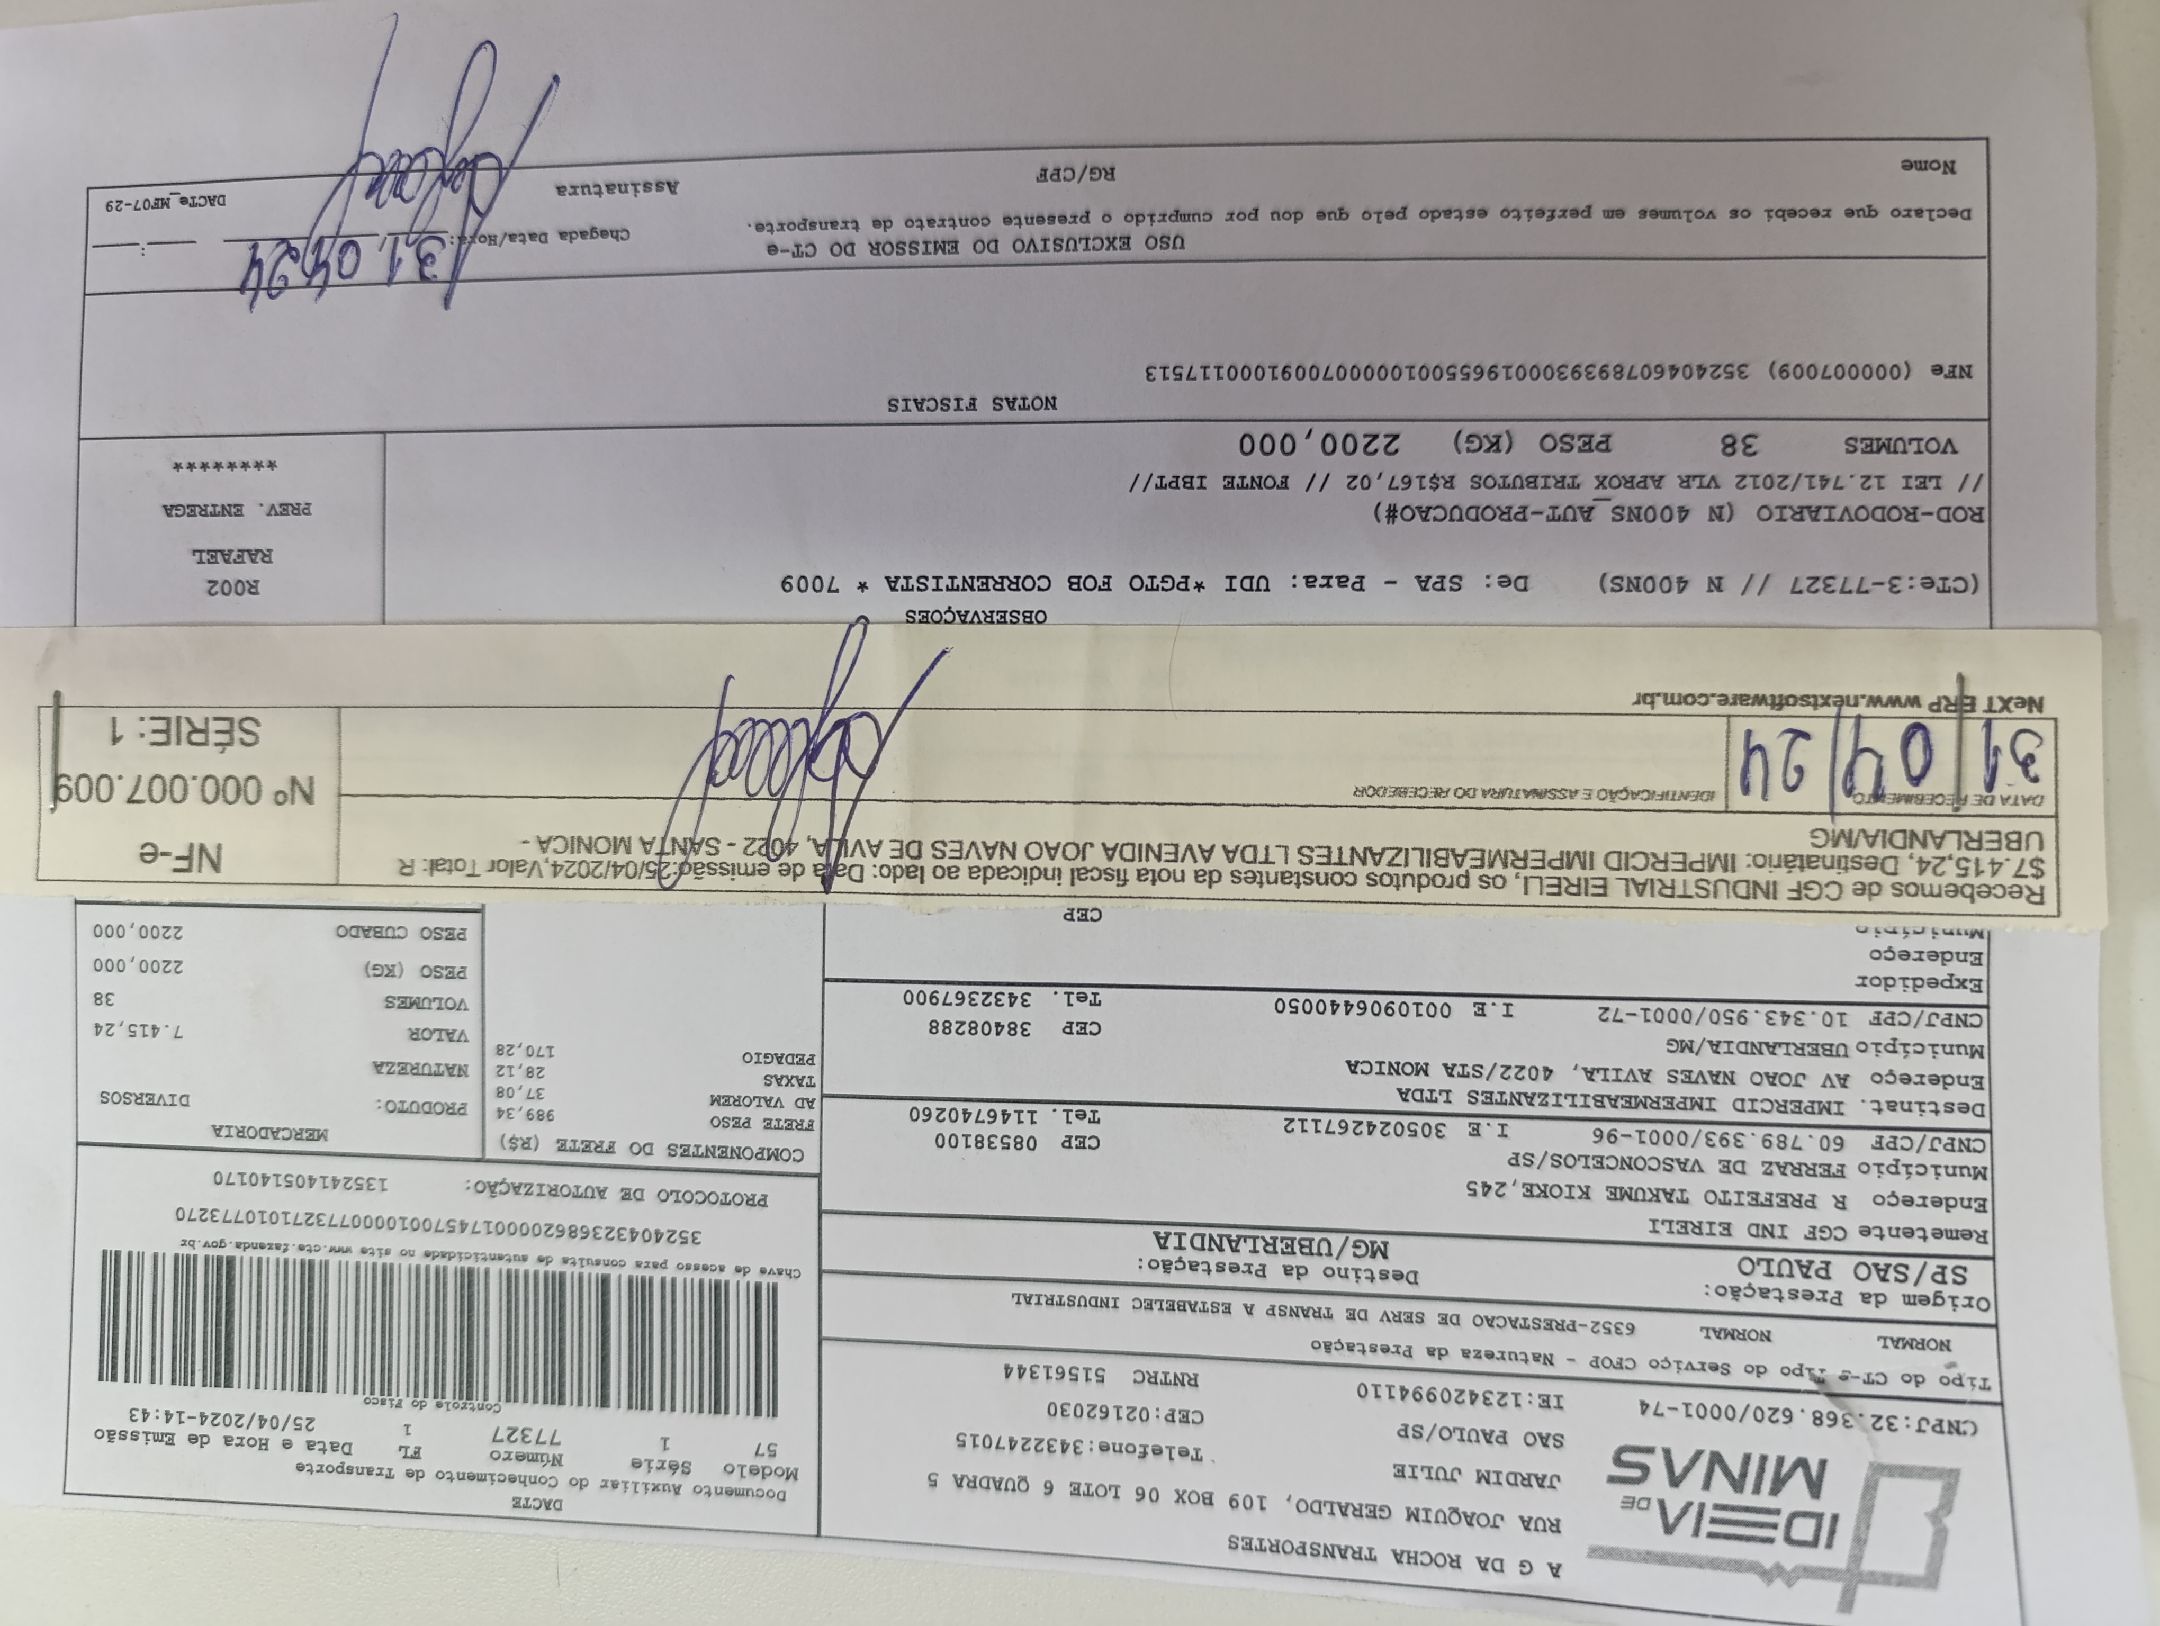 IDEIA DE
MINAS
A G DA ROCHA TRANSPORTES
RUA JOAQUIM GERALDO, 109 BOX 06 LOTE 6 QUADRA 5
JARDIM JULIE Telefone:3432247015
SAO PAULO/SP CEP:02162030
CNPJ:32.368.620/0001-74 IE:123420994110 RNTRC 51561344
DACTE
Documento Auxiliar do Conhecimento de Transporte
Modelo Série Número FL Data e Hora de Emissão
57 1 77327 1 25/04/2024-14:43
Controle do Fisco
Chave de acesso para consulta de autenticidade no site www.cte.fazenda.gov.br
35240432368620000174570010000773271010773270
PROTOCOLO DE AUTORIZAÇÃO: 135241405140170
Tipo do CT-e Tipo do Serviço CFOP - Natureza da Prestação
NORMAL NORMAL 6352-PRESTACAO DE SERV DE TRANSP A ESTABELEC INDUSTRIAL
Origem da Prestação: Destino da Prestação:
SP/SAO PAULO MG/UBERLANDIA
Remetente CGF IND EIRELI
Endereço R PREFEITO TAKUME KIOKE,245
Município FERRAZ DE VASCONCELOS/SP CEP 08538100
CNPJ/CPF 60.789.393/0001-96 I.E 305024267112 Tel. 1146740260
Destinat. IMPERCID IMPERMEABILIZANTES LTDA
Endereço AV JOAO NAVES AVILA, 4022/STA MONICA
Município UBERLANDIA/MG CEP 38408288
CNPJ/CPF 10.343.950/0001-72 I.E 0010906440050 Tel. 3432367900
Expedidor
Endereço
Município CEP
COMPONENTES DO FRETE (R$)
FRETE PESO 989,34
AD VALOREM 37,08
TAXAS 28,12
PEDAGIO 170,28
MERCADORIA
PRODUTO: DIVERSOS
NATUREZA
VALOR 7.415,24
VOLUMES 38
PESO (KG) 2200,000
PESO CUBADO 2200,000
Recebemos de CGF INDUSTRIAL EIRELI, os produtos constantes da nota fiscal indicada ao lado: Data de emissão:25/04/2024, Valor Total: R
$7.415,24, Destinatário: IMPERCID IMPERMEABILIZANTES LTDA AVENIDA JOAO NAVES DE AVILA, 4022 - SANTA MONICA -
UBERLANDIA/MG
DATA DE RECEBIMENTO IDENTIFICAÇÃO E ASSINATURA DO RECEBEDOR
31/04/24
NeXT ERP www.nextsoftware.com.br
NF-e
Nº 000.007.009
SÉRIE: 1
OBSERVAÇOES
(CTe:3-77327 // N 400NS) De: SPA - Para: UDI *PGTO FOB CORRENTISTA * 7009
ROD-RODOVIARIO (N 400NS_AUT-PRODUCAO#)
// LEI 12.741/2012 VLR APROX TRIBUTOS R$167,02 // FONTE IBPT//
VOLUMES 38 PESO (KG) 2200,000
R002
RAFAEL
PREV. ENTREGA
********
NOTAS FISCAIS
NFe (000007009) 35240460789393000196550010000070091000117513
USO EXCLUSIVO DO EMISSOR DO CT-e
Declaro que recebi os volumes em perfeito estado pelo que dou por cumprido o presente contrato de transporte.
Chegada Data/Hora: 31.04.24 __:__
Nome RG/CPF Assinatura DACTe_MF07-29